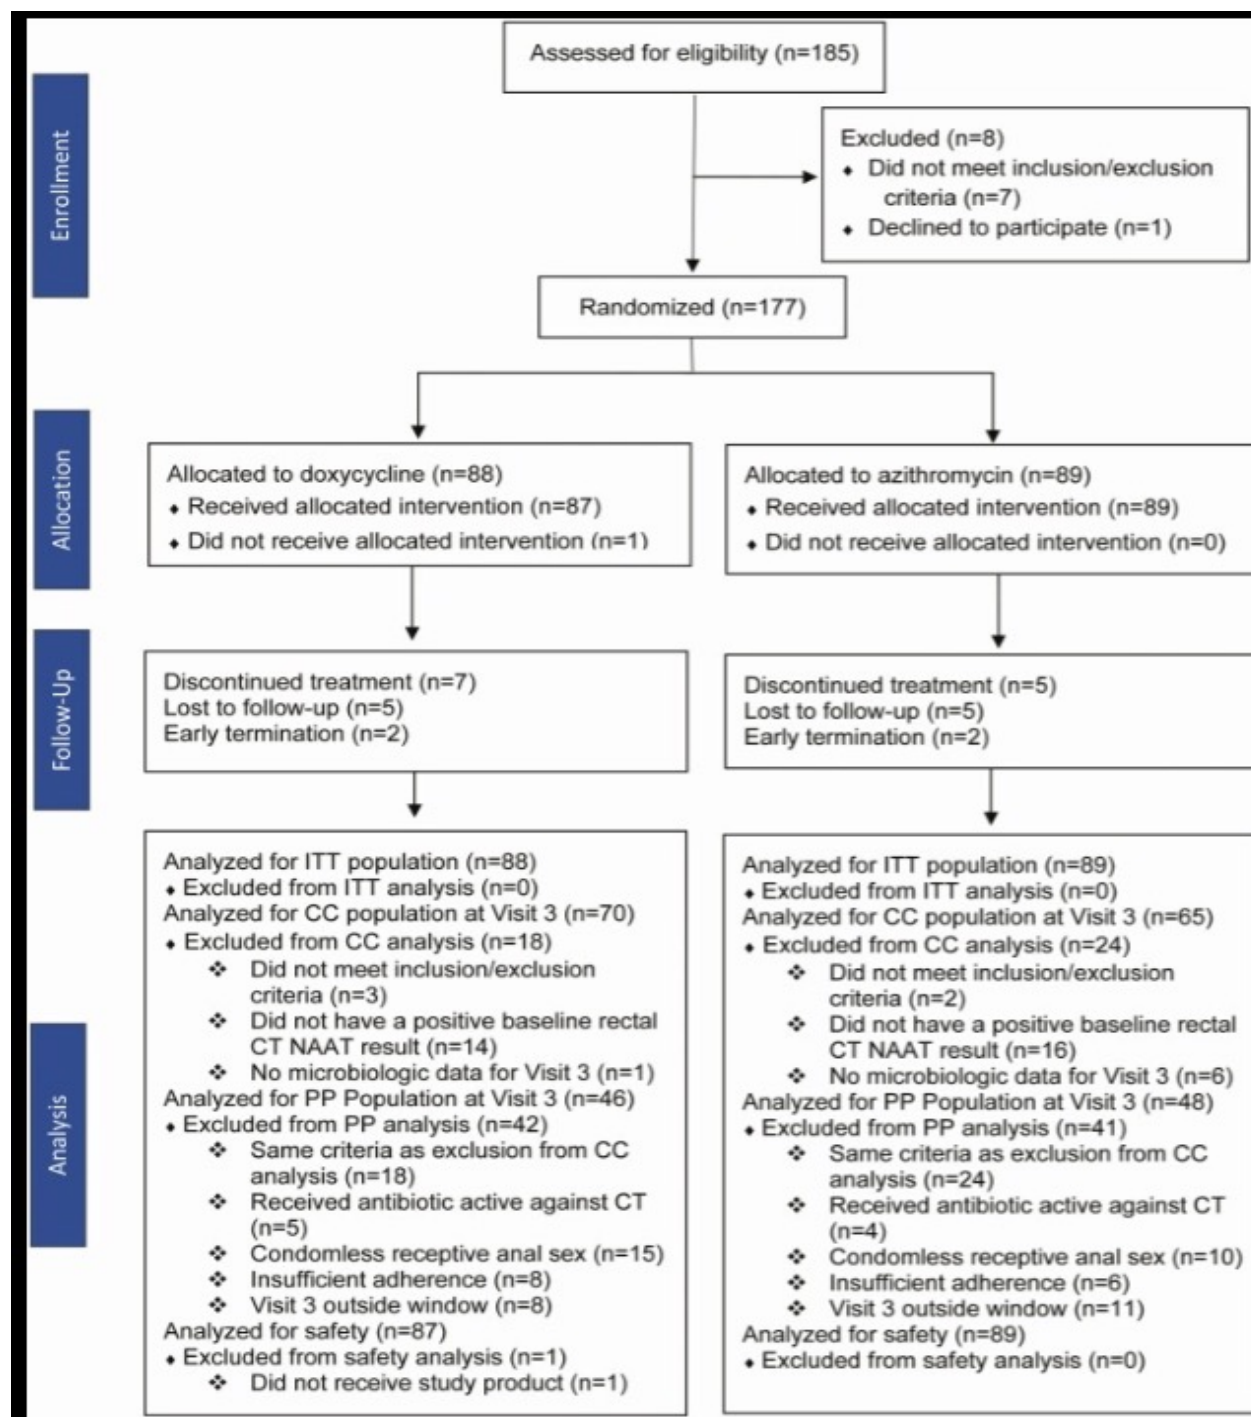 Assessed for eligibility (n=185)
Enrollment
Excluded (n=8)
⬧ Did not meet inclusion/exclusion
criteria (n=7)
⬧ Declined to participate (n=1)
Randomized (n=177)
Allocation
Allocated to doxycycline (n=88)
⬧ Received allocated intervention (n=87)
⬧ Did not receive allocated intervention (n=1)
Allocated to azithromycin (n=89)
⬧ Received allocated intervention (n=89)
⬧ Did not receive allocated intervention (n=0)
Follow-Up
Discontinued treatment (n=7)
Lost to follow-up (n=5)
Early termination (n=2)
Discontinued treatment (n=5)
Lost to follow-up (n=5)
Early termination (n=2)
Analysis
Analyzed for ITT population (n=88)
⬧ Excluded from ITT analysis (n=0)
Analyzed for CC population at Visit 3 (n=70)
⬧ Excluded from CC analysis (n=18)
❖ Did not meet inclusion/exclusion
criteria (n=3)
❖ Did not have a positive baseline rectal
CT NAAT result (n=14)
❖ No microbiologic data for Visit 3 (n=1)
Analyzed for PP Population at Visit 3 (n=46)
⬧ Excluded from PP analysis (n=42)
❖ Same criteria as exclusion from CC
analysis (n=18)
❖ Received antibiotic active against CT
(n=5)
❖ Condomless receptive anal sex (n=15)
❖ Insufficient adherence (n=8)
❖ Visit 3 outside window (n=8)
Analyzed for safety (n=87)
⬧ Excluded from safety analysis (n=1)
❖ Did not receive study product (n=1)
Analyzed for ITT population (n=89)
⬧ Excluded from ITT analysis (n=0)
Analyzed for CC population at Visit 3 (n=65)
⬧ Excluded from CC analysis (n=24)
❖ Did not meet inclusion/exclusion
criteria (n=2)
❖ Did not have a positive baseline rectal
CT NAAT result (n=16)
❖ No microbiologic data for Visit 3 (n=6)
Analyzed for PP Population at Visit 3 (n=48)
⬧ Excluded from PP analysis (n=41)
❖ Same criteria as exclusion from CC
analysis (n=24)
❖ Received antibiotic active against CT
(n=4)
❖ Condomless receptive anal sex (n=10)
❖ Insufficient adherence (n=6)
❖ Visit 3 outside window (n=11)
Analyzed for safety (n=89)
⬧ Excluded from safety analysis (n=0)